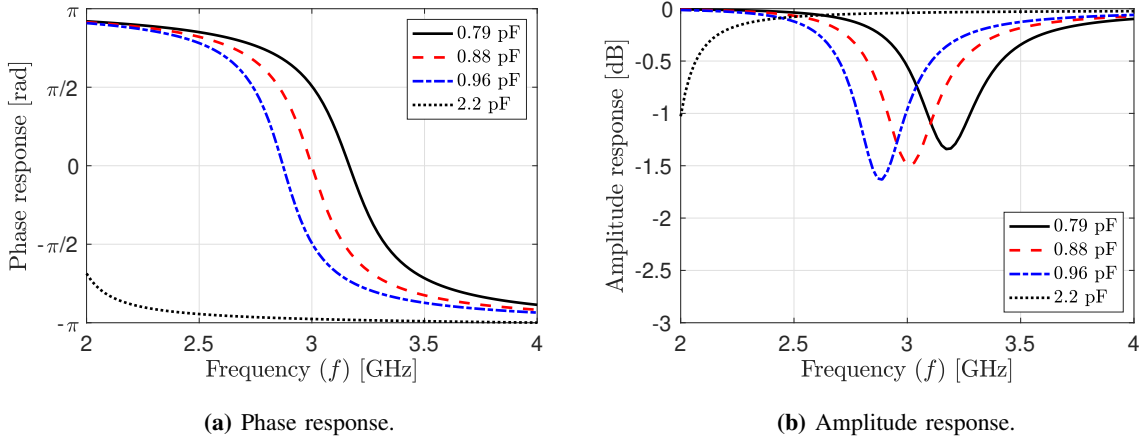 π
π/2
0
-π/2
-π
2
2.5
3
3.5
4
Phase response [rad]
Frequency (f) [GHz]
0.79 pF
0.88 pF
0.96 pF
2.2 pF
(a) Phase response.
0
-0.5
-1
-1.5
-2
-2.5
-3
2
2.5
3
3.5
4
Amplitude response [dB]
Frequency (f) [GHz]
0.79 pF
0.88 pF
0.96 pF
2.2 pF
(b) Amplitude response.